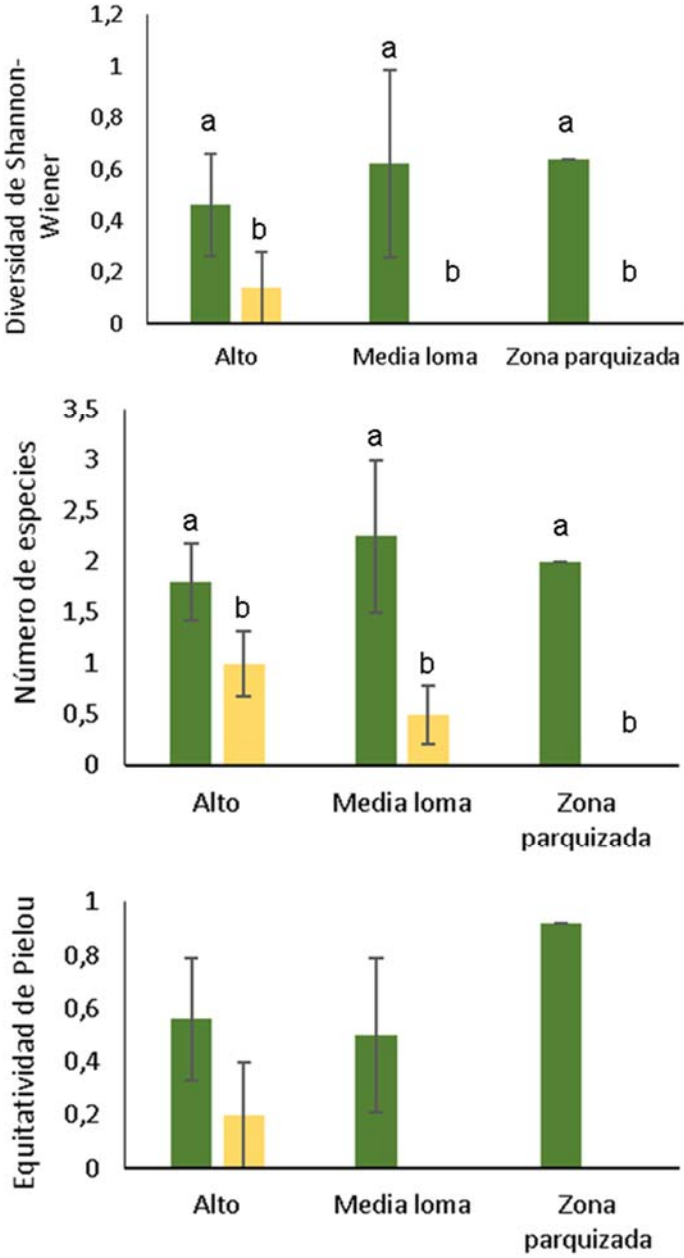 Diversidad de Shannon-
Wiener
1,2
1
0,8
0,6
0,4
0,2
0
a
b
a
b
a
b
Alto
Media loma
Zona parquizada
Número de especies
3,5
3
2,5
2
1,5
1
0,5
0
a
b
a
b
a
b
Alto
Media loma
Zona
parquizada
Equitatividad de Pielou
1
0,8
0,6
0,4
0,2
0
Alto
Media loma
Zona
parquizada